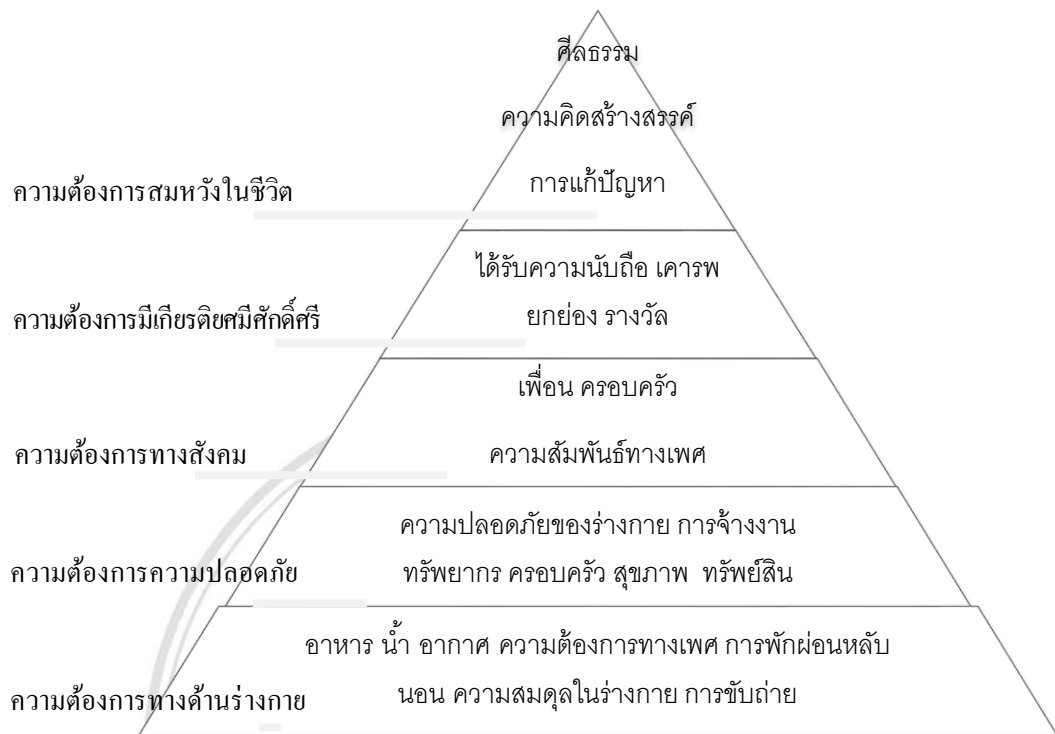 ศีลธรรม
ความคิดสร้างสรรค์
การแก้ปัญหา
ความต้องการสมหวังในชีวิต
ได้รับความนับถือ เคารพ
ยกย่อง รางวัล
ความต้องการมีเกียรติยศมีศักดิ์ศรี
เพื่อน ครอบครัว
ความสัมพันธ์ทางเพศ
ความต้องการทางสังคม
ความปลอดภัยของร่างกาย การจ้างงาน
ทรัพยากร ครอบครัว สุขภาพ ทรัพย์สิน
ความต้องการความปลอดภัย
อาหาร น้ำ อากาศ ความต้องการทางเพศ การพักผ่อนหลับ
นอน ความสมดุลในร่างกาย การขับถ่าย
ความต้องการทางด้านร่างกาย